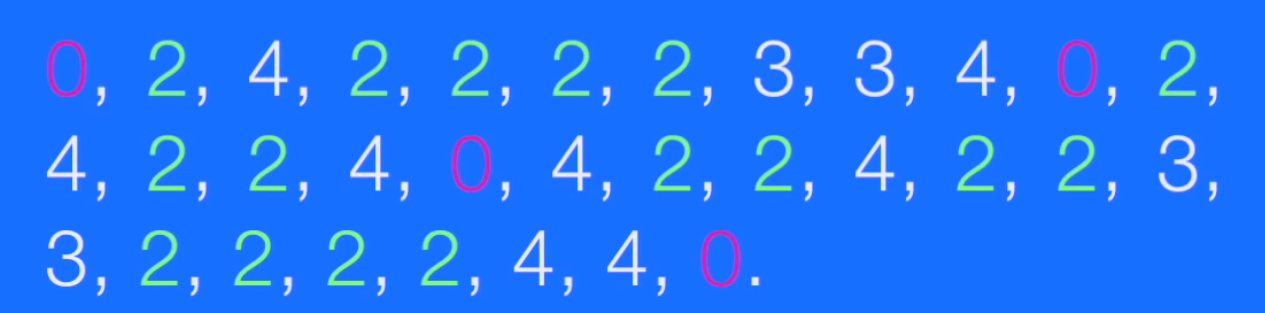 0, 2, 4, 2, 2, 2, 2, 3, 3, 4, 0, 2,
4, 2, 2, 4, 0, 4, 2, 2, 4, 2, 2, 3,
3, 2, 2, 2, 2, 4, 4, 0.